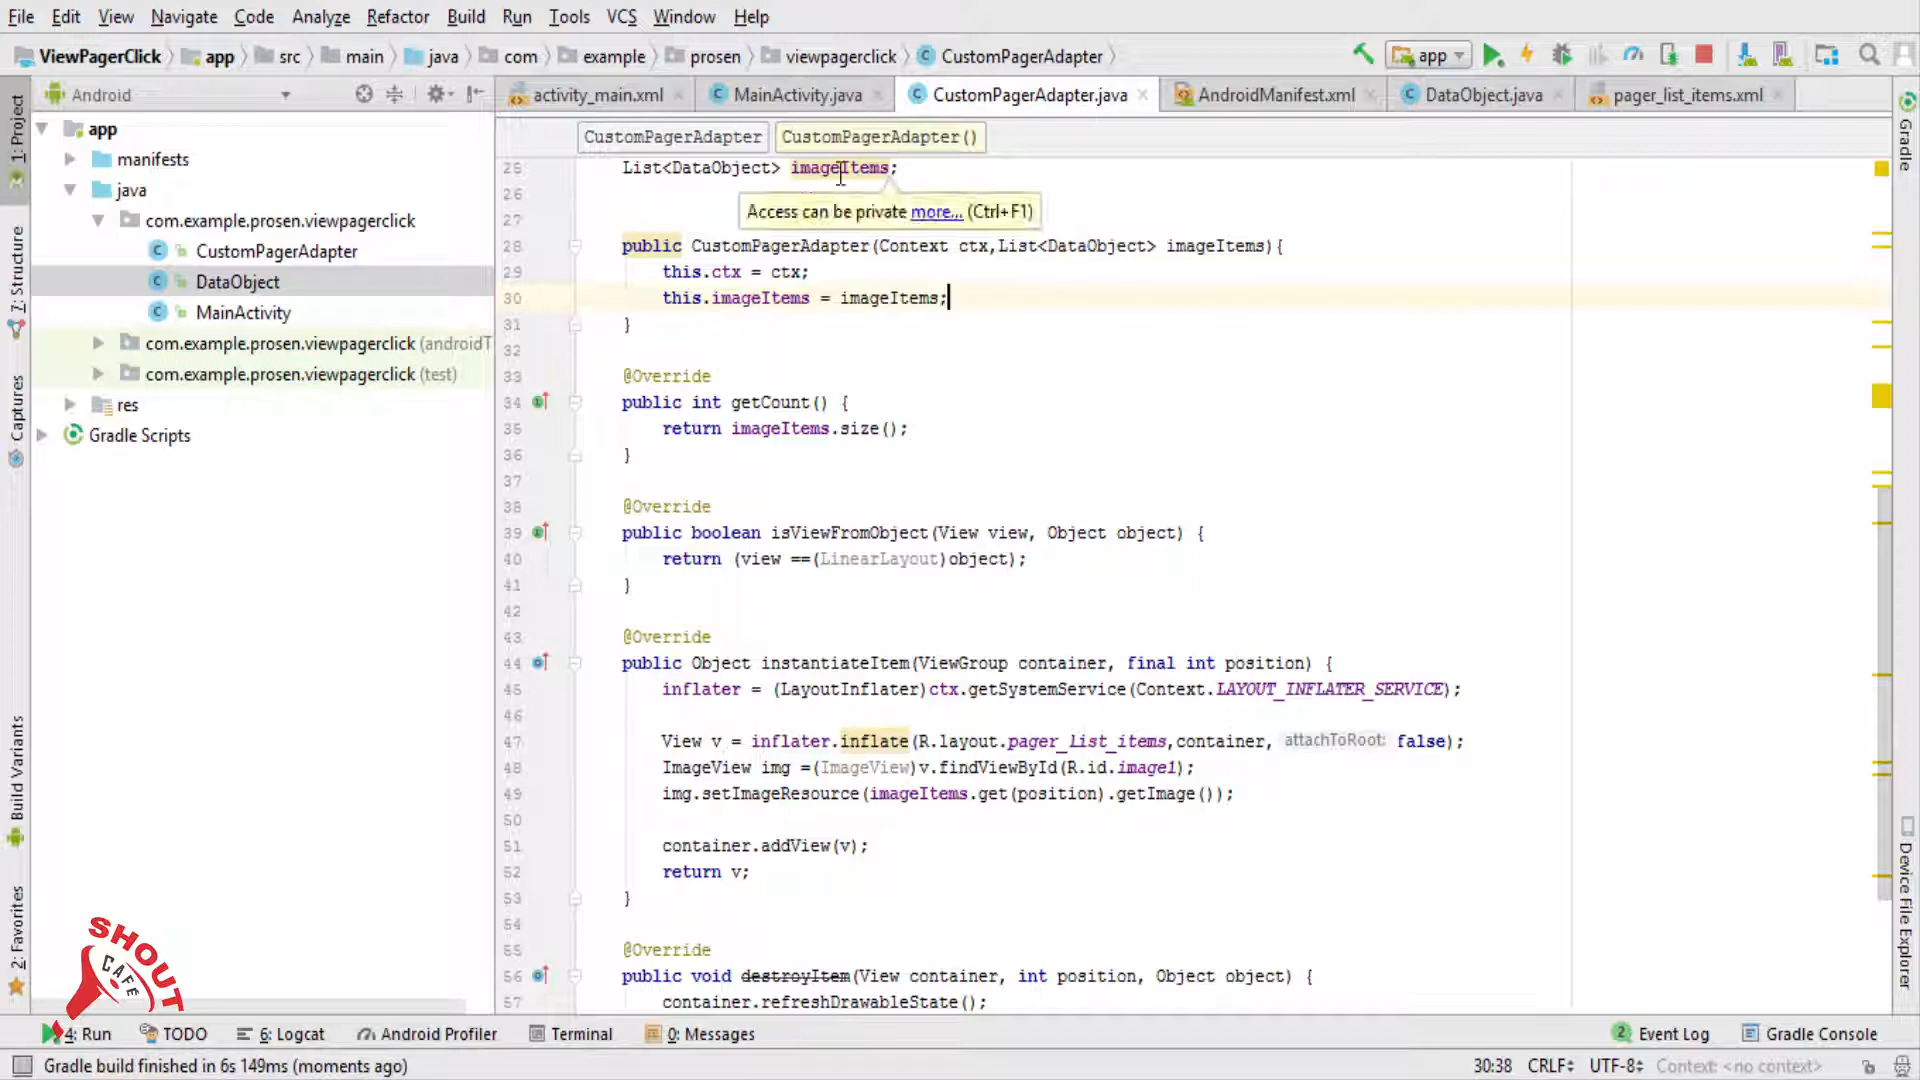 File Edit View Navigate Code Analyze Refactor Build Run Tools VCS Window Help
ViewPagerClick app src main java com example prosen viewpagerclick CustomPagerAdapter app
Android activity_main.xml MainActivity.java CustomPagerAdapter.java AndroidManifest.xml DataObject.java pager_list_items.xml
1: Project
7: Structure
Captures
Build Variants
2: Favorites
app
manifests
java
com.example.prosen.viewpagerclick
CustomPagerAdapter
DataObject
MainActivity
com.example.prosen.viewpagerclick (androidT
com.example.prosen.viewpagerclick (test)
res
Gradle Scripts
CustomPagerAdapter CustomPagerAdapter()
25 List<DataObject> imageItems;
26
Access can be private more... (Ctrl+F1)
27
28 public CustomPagerAdapter(Context ctx,List<DataObject> imageItems){
29 this.ctx = ctx;
30 this.imageItems = imageItems;
31 }
32
33 @Override
34 public int getCount() {
35 return imageItems.size();
36 }
37
38 @Override
39 public boolean isViewFromObject(View view, Object object) {
40 return (view ==(LinearLayout)object);
41 }
42
43 @Override
44 public Object instantiateItem(ViewGroup container, final int position) {
45 inflater = (LayoutInflater)ctx.getSystemService(Context.LAYOUT_INFLATER_SERVICE);
46
47 View v = inflater.inflate(R.layout.pager_list_items,container, attachToRoot: false);
48 ImageView img =(ImageView)v.findViewById(R.id.image1);
49 img.setImageResource(imageItems.get(position).getImage());
50
51 container.addView(v);
52 return v;
53 }
54
55 @Override
56 public void destroyItem(View container, int position, Object object) {
57 container.refreshDrawableState();
Gradle
Device File Explorer
SHOUT
CAFE
4: Run TODO 6: Logcat Android Profiler Terminal 0: Messages 2 Event Log Gradle Console
Gradle build finished in 6s 149ms (moments ago) 30:38 CRLF UTF-8 Context: <no context>